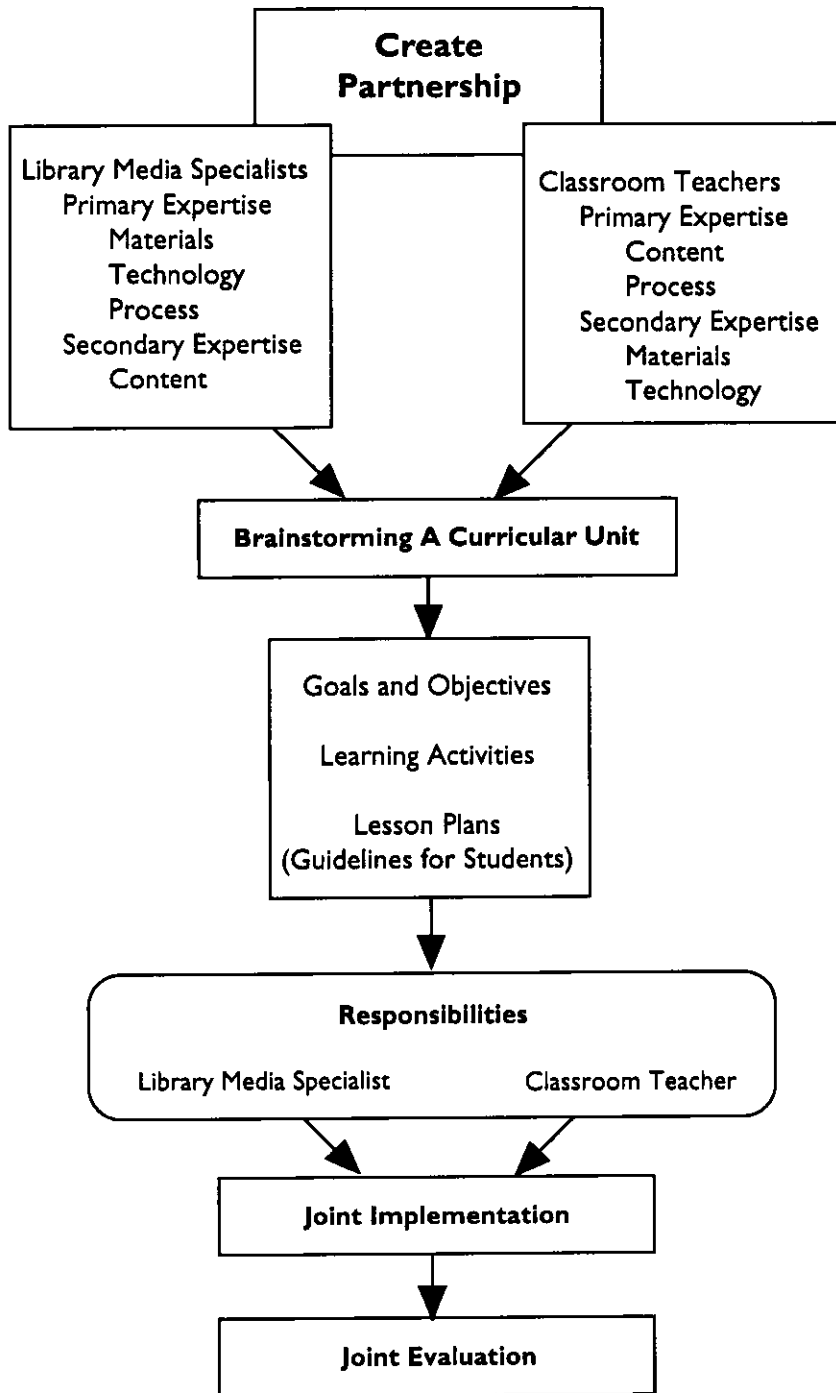 Create
Partnership
Library Media Specialists
Primary Expertise
Materials
Technology
Process
Secondary Expertise
Content
Classroom Teachers
Primary Expertise
Content
Process
Secondary Expertise
Materials
Technology
Brainstorming A Curricular Unit
Goals and Objectives
Learning Activities
Lesson Plans
(Guidelines for Students)
Responsibilities
Library Media Specialist
Classroom Teacher
Joint Implementation
Joint Evaluation